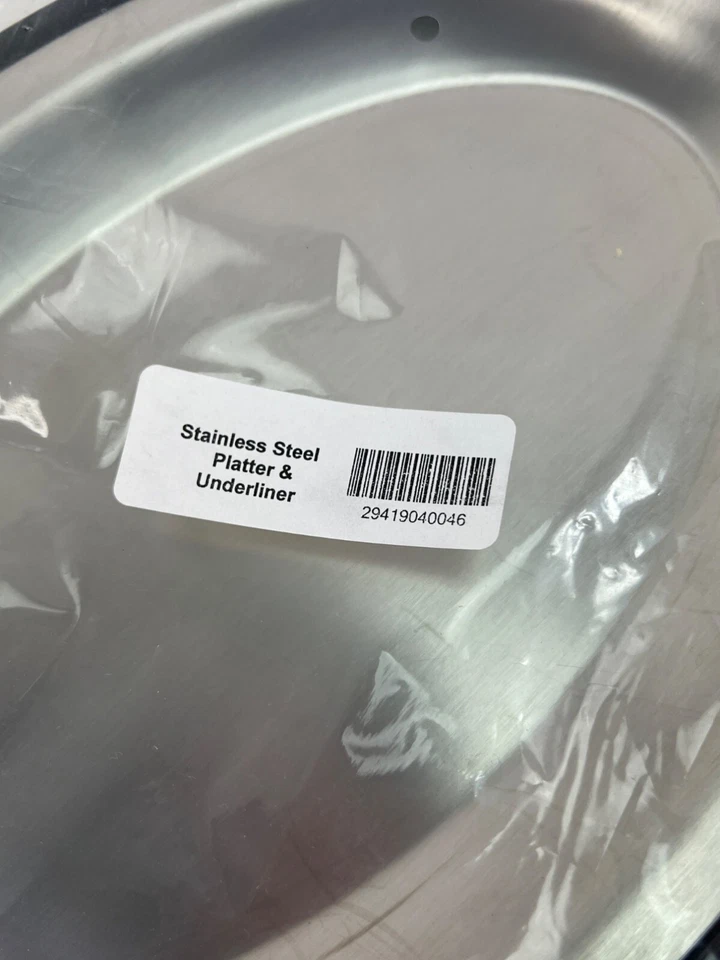 Stainless Steel
Platter &
Underliner
29419040046